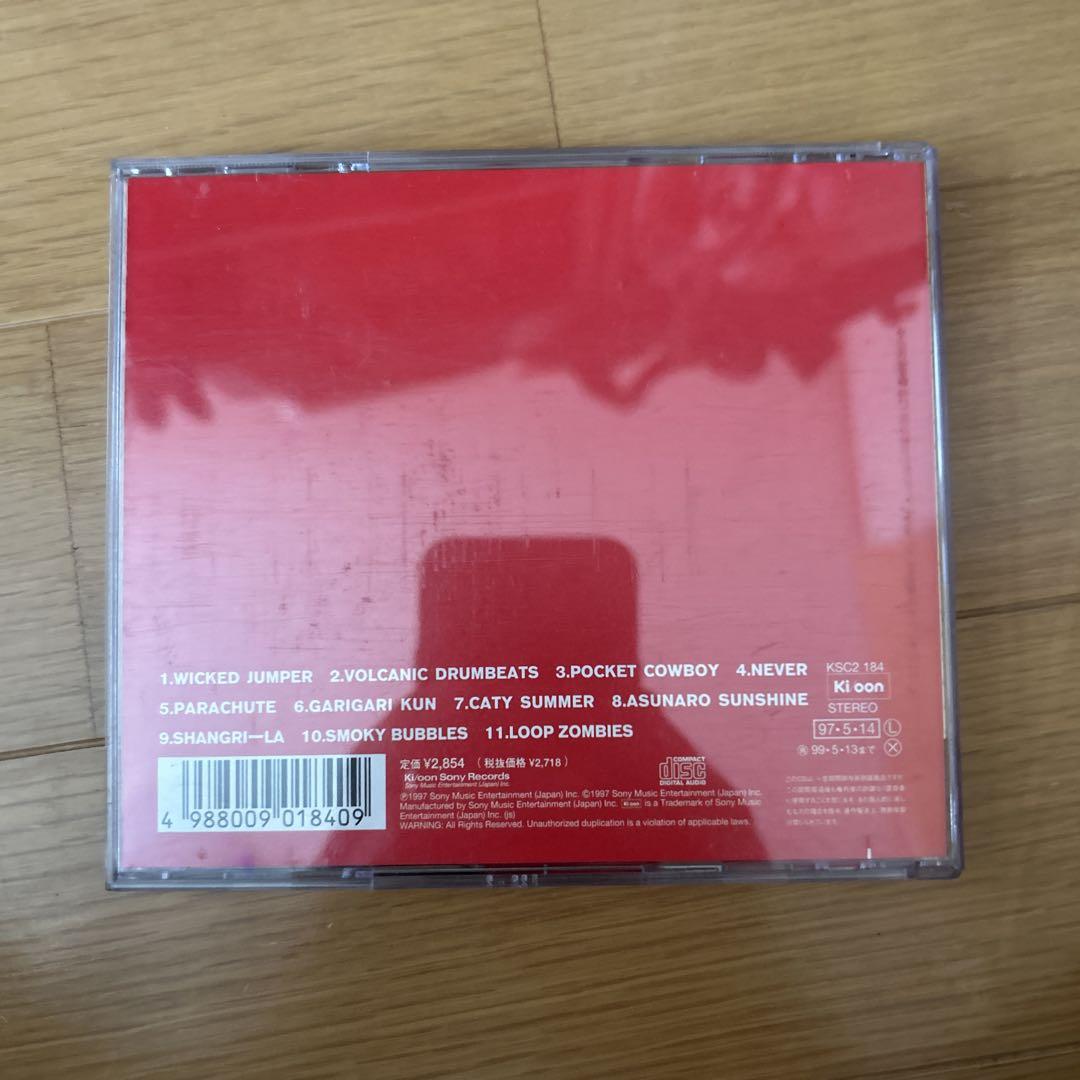 1.WICKED JUMPER 2.VOLCANIC DRUMBEATS 3.POCKET COWBOY 4.NEVER
5.PARACHUTE 6.GARIGARI KUN 7.CATY SUMMER 8.ASUNARO SUNSHINE
9.SHANGRI—LA 10.SMOKY BUBBLES 11.LOOP ZOMBIES
KSC2 184
Ki/oon
STEREO
97・5・14 L
99・5・13まで
定価 ¥2,854 (税抜価格 ¥2,718)
Ki/oon Sony Records
Sony Music Entertainment (Japan) Inc.
COMPACT
disc
DIGITAL AUDIO
Ⓟ1997 Sony Music Entertainment (Japan) Inc. ©1997 Sony Music Entertainment (Japan) Inc.
Manufactured by Sony Music Entertainment (Japan) Inc. Ki/oon is a Trademark of Sony Music
Entertainment (Japan) Inc. (js)
WARNING: All Rights Reserved. Unauthorized duplication is a violation of applicable laws.
4 988009 018409